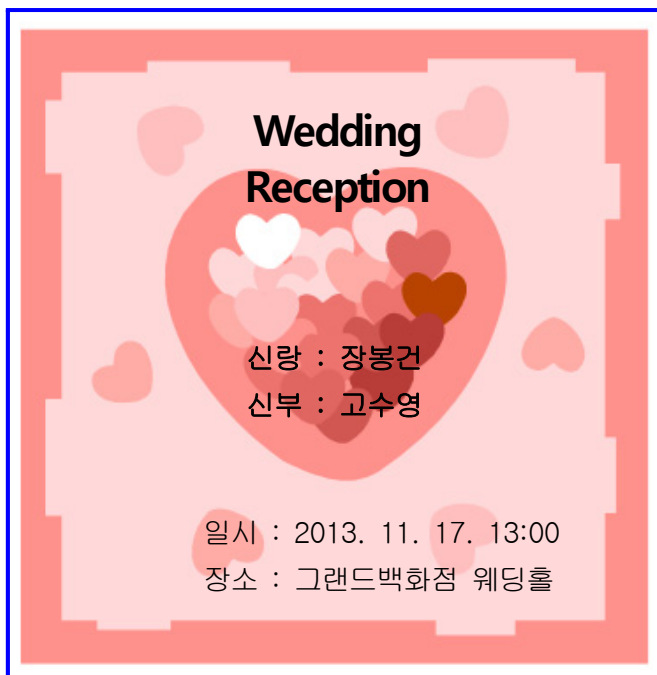 Wedding
Reception
신랑 : 장봉건
신부 : 고수영
일시 : 2013. 11. 17. 13:00
장소 : 그랜드백화점 웨딩홀